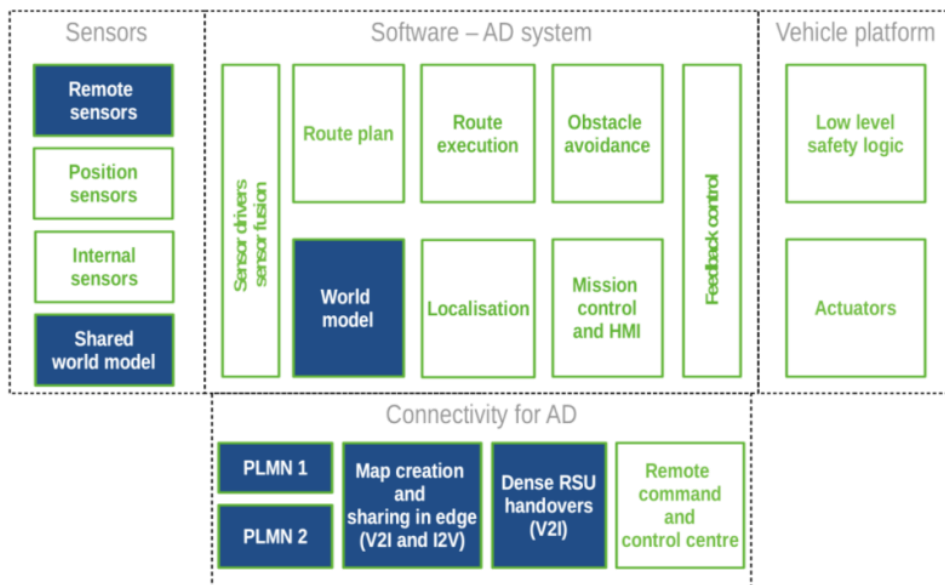 Sensors
Remote
sensors
Position
sensors
Internal
sensors
Shared
world model
Software – AD system
Sensor drivers
sensor fusion
Route plan
Route
execution
Obstacle
avoidance
World
model
Localisation
Mission
control
and HMI
Feedback control
Vehicle platform
Low level
safety logic
Actuators
Connectivity for AD
PLMN 1
PLMN 2
Map creation
and
sharing in edge
(V2I and I2V)
Dense RSU
handovers
(V2I)
Remote
command
and
control centre